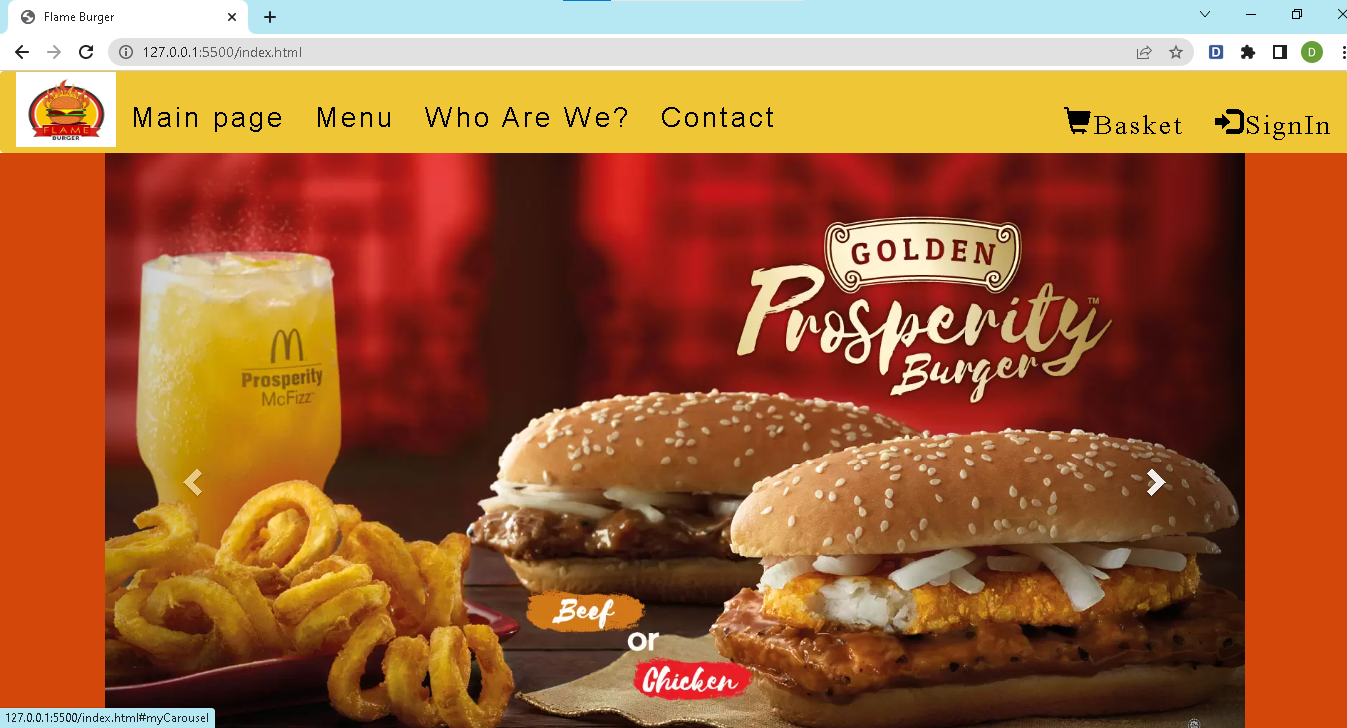 Flame Burger
127.0.0.1:5500/index.html
D
D
FLAME
BURGER
Main page
Menu
Who Are We?
Contact
Basket
SignIn
GOLDEN
Prosperity™
Burger
M
Prosperity
McFizz™
Beef
or
Chicken
127.0.0.1:5500/index.html#myCarousel